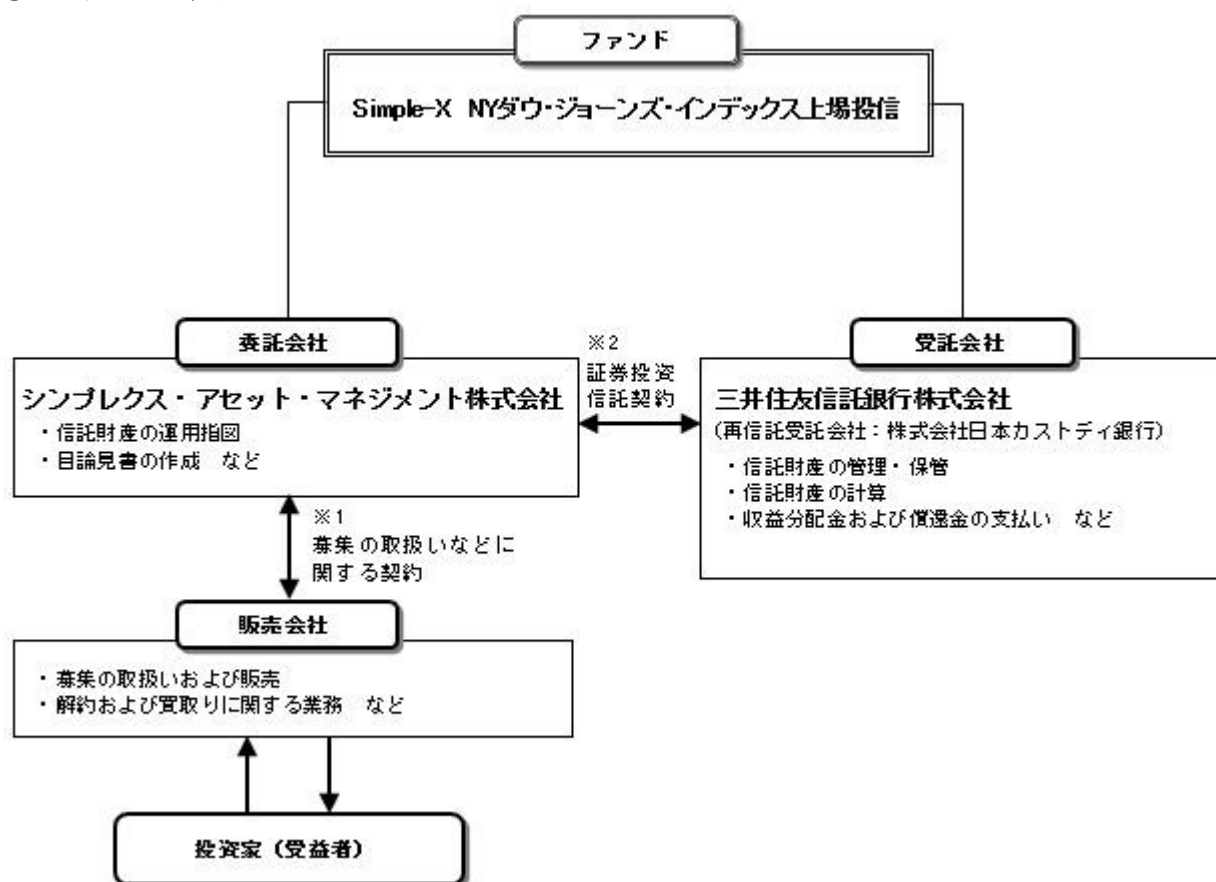 ファンド
Simple-X NYダウ・ジョーンズ・インデックス上場投信
委託会社
シンプレクス・アセット・マネジメント株式会社
・信託財産の運用指図
・目論見書の作成 など
※2
証券投資
信託契約
受託会社
三井住友信託銀行株式会社
(再信託受託会社：株式会社日本カストディ銀行)
・信託財産の管理・保管
・信託財産の計算
・収益分配金および償還金の支払い など
※1
募集の取扱いなどに
関する契約
販売会社
・募集の取扱いおよび販売
・解約および買取りに関する業務 など
投資家（受益者）